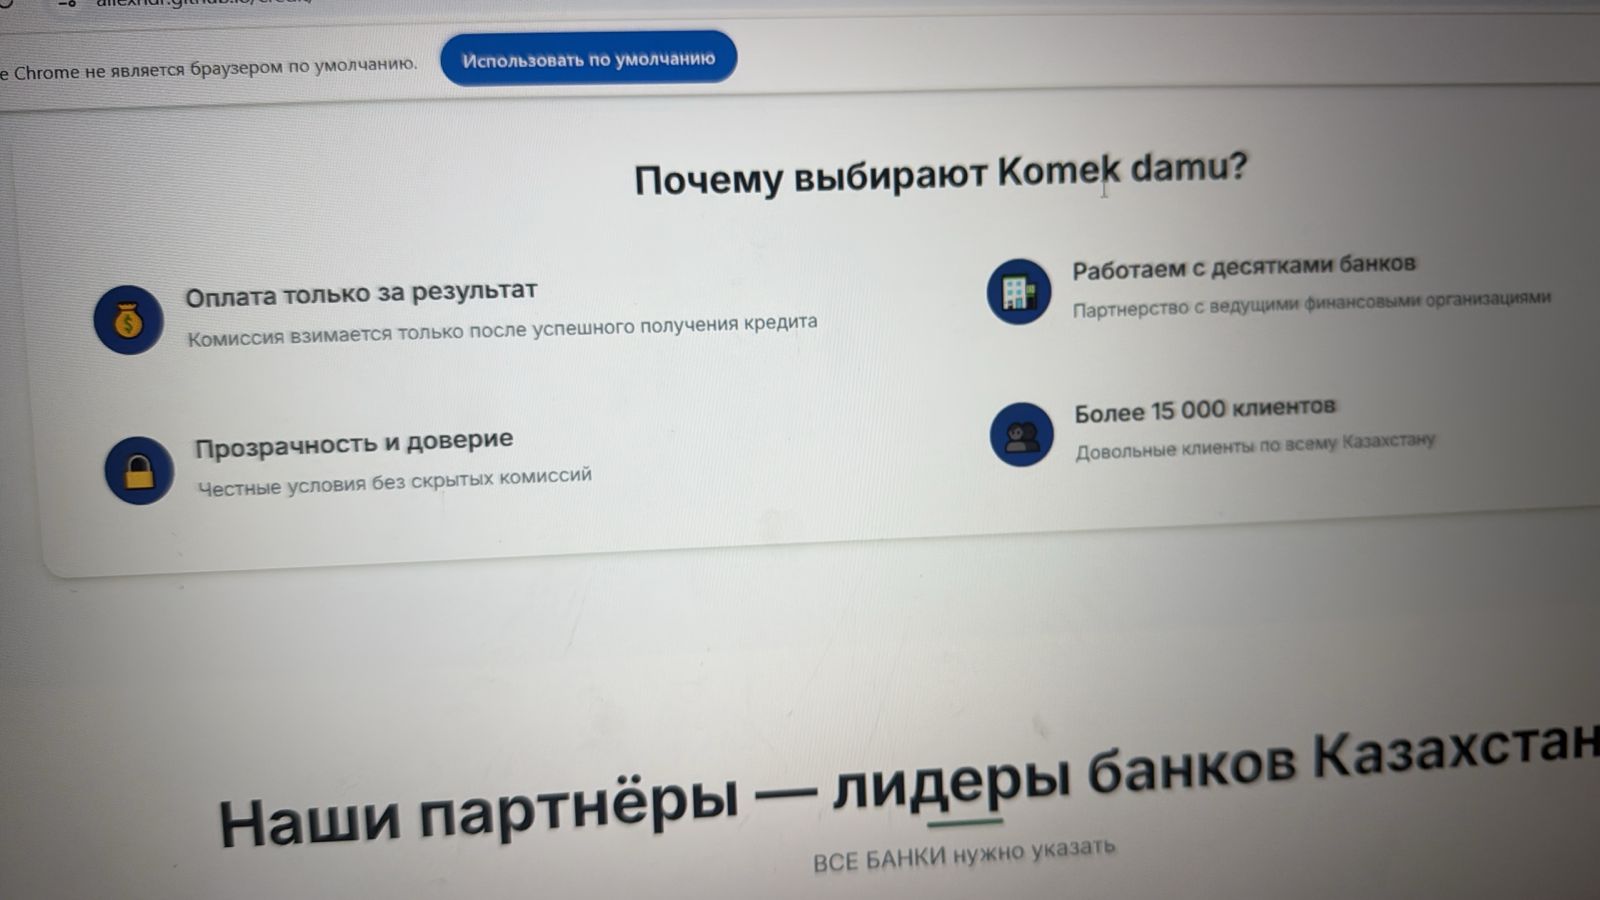 e Chrome не является браузером по умолчанию.
Использовать по умолчанию
Почему выбирают Komek damu?
Оплата только за результат
Комиссия взимается только после успешного получения кредита
Работаем с десятками банков
Партнерство с ведущими финансовыми организациями
Прозрачность и доверие
Честные условия без скрытых комиссий
Более 15 000 клиентов
Довольные клиенты по всему Казахстану
Наши партнёры — лидеры банков Казахстан
ВСЕ БАНКИ нужно указать